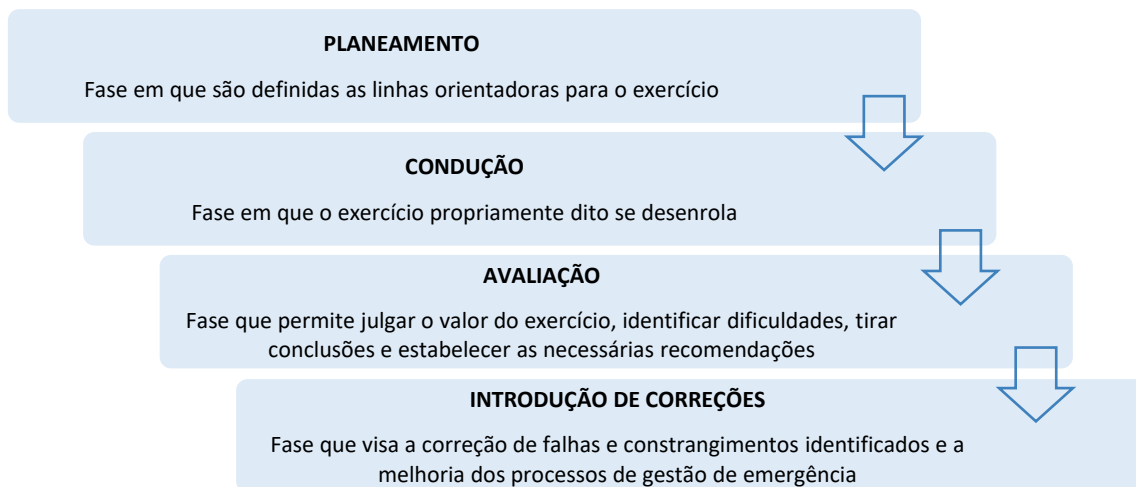 PLANEAMENTO
Fase em que são definidas as linhas orientadoras para o exercício
CONDUÇÃO
Fase em que o exercício propriamente dito se desenrola
AVALIAÇÃO
Fase que permite julgar o valor do exercício, identificar dificuldades, tirar
conclusões e estabelecer as necessárias recomendações
INTRODUÇÃO DE CORREÇÕES
Fase que visa a correção de falhas e constrangimentos identificados e a
melhoria dos processos de gestão de emergência